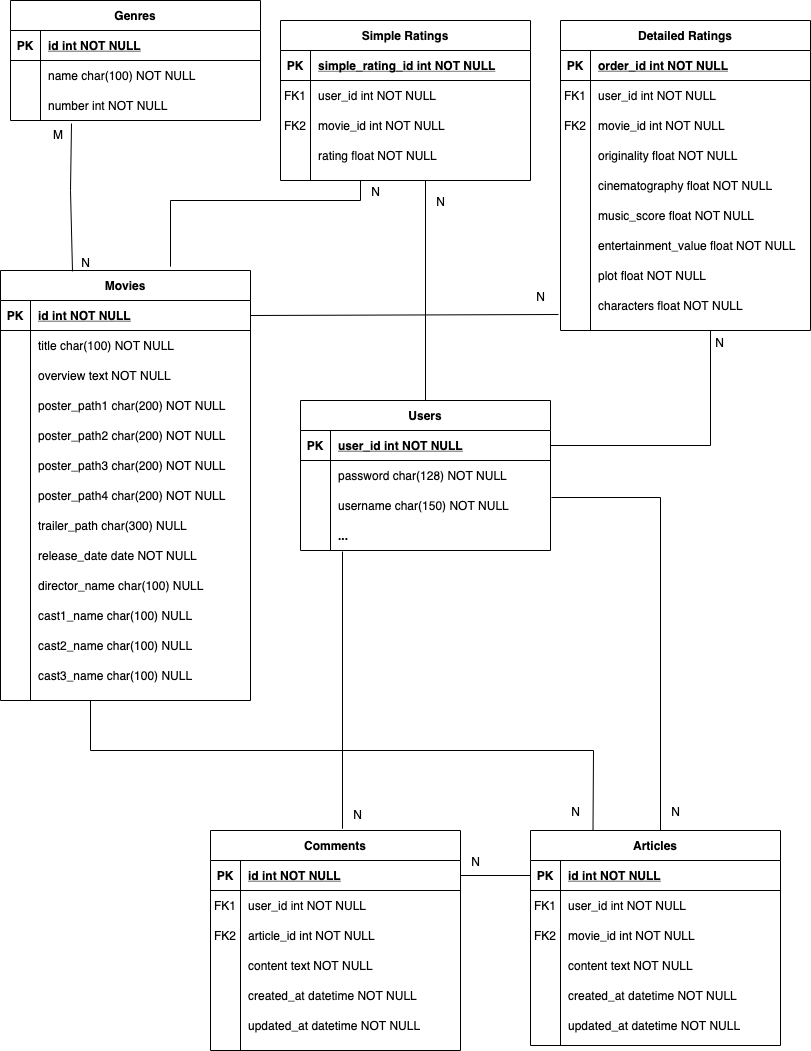 Genres
PK id int NOT NULL
name char(100) NOT NULL
number int NOT NULL
M
N
Simple Ratings
PK simple_rating_id int NOT NULL
FK1 user_id int NOT NULL
FK2 movie_id int NOT NULL
rating float NOT NULL
N
N
Detailed Ratings
PK order_id int NOT NULL
FK1 user_id int NOT NULL
FK2 movie_id int NOT NULL
originality float NOT NULL
cinematography float NOT NULL
music_score float NOT NULL
entertainment_value float NOT NULL
plot float NOT NULL
characters float NOT NULL
N
N
Movies
PK id int NOT NULL
title char(100) NOT NULL
overview text NOT NULL
poster_path1 char(200) NOT NULL
poster_path2 char(200) NOT NULL
poster_path3 char(200) NOT NULL
poster_path4 char(200) NOT NULL
trailer_path char(300) NULL
release_date date NOT NULL
director_name char(100) NULL
cast1_name char(100) NULL
cast2_name char(100) NULL
cast3_name char(100) NULL
Users
PK user_id int NOT NULL
password char(128) NOT NULL
username char(150) NOT NULL
...
N
N
N
Comments
PK id int NOT NULL
FK1 user_id int NOT NULL
FK2 article_id int NOT NULL
content text NOT NULL
created_at datetime NOT NULL
updated_at datetime NOT NULL
N
Articles
PK id int NOT NULL
FK1 user_id int NOT NULL
FK2 movie_id int NOT NULL
content text NOT NULL
created_at datetime NOT NULL
updated_at datetime NOT NULL